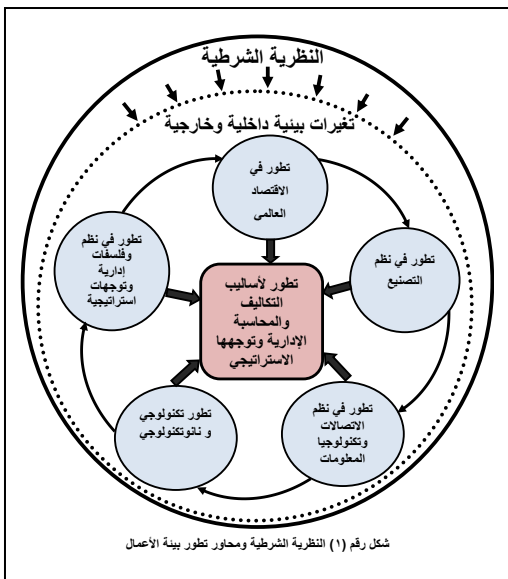 النظرية الشرطية
تغيرات بيئية داخلية وخارجية
تطور في
الاقتصاد
العالمى
تطور في نظم
التصنيع
تطور في نظم
الاتصالات
وتكنولوجيا
المعلومات
تطور تكنولوجي
و نانوتكنولوجي
تطور في نظم
وفلسفات
إدارية
وتوجهات
استراتيجية
تطور لأساليب
التكاليف
والمحاسبة
الإدارية وتوجهها
الاستراتيجي
شكل رقم (١) النظرية الشرطية ومحاور تطور بيئة الأعمال